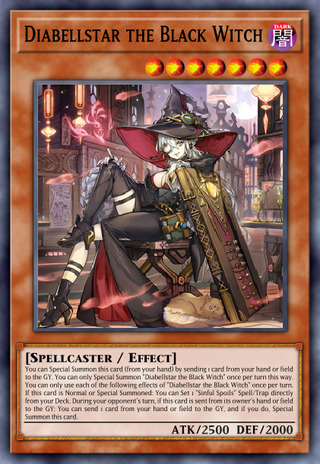 Diabellstar the Black Witch
DARK
闇
[Spellcaster / Effect]
You can Special Summon this card (from your hand) by sending 1 card from your hand or field
to the GY. You can only Special Summon "Diabellstar the Black Witch" once per turn this way.
You can only use each of the following effects of "Diabellstar the Black Witch" once per turn.
If this card is Normal or Special Summoned: You can Set 1 "Sinful Spoils" Spell/Trap directly
from your Deck. During your opponent's turn, if this card is sent from its owner's hand or field
to the GY: You can send 1 card from your hand or field to the GY, and if you do, Special
Summon this card.
ATK/2500 DEF/2000